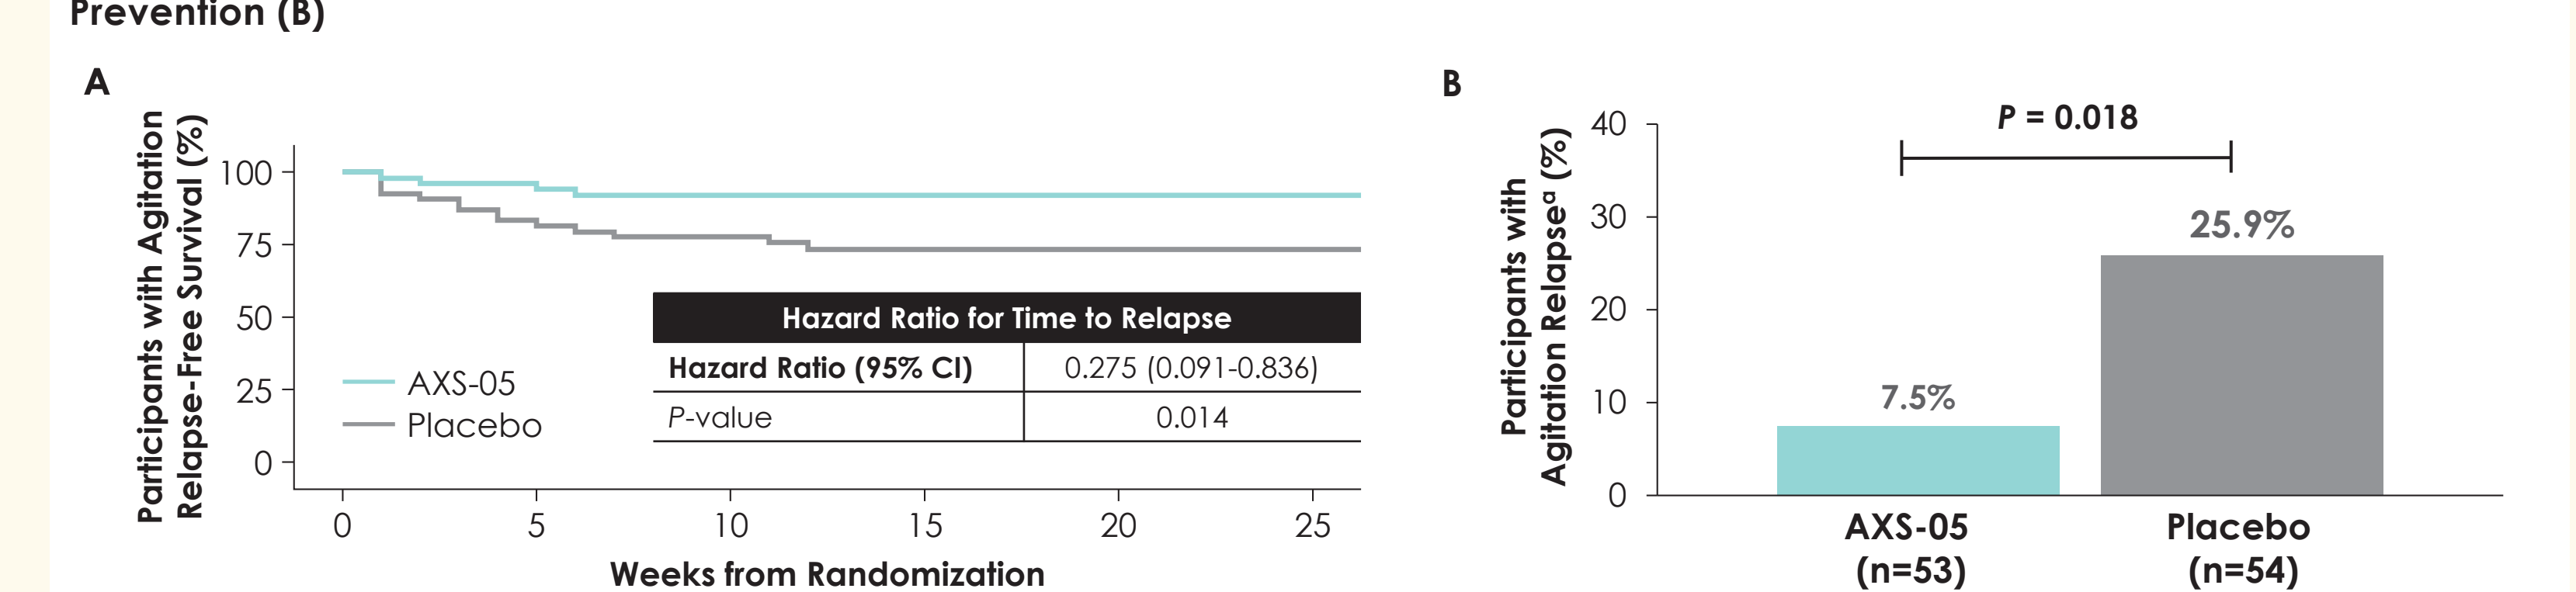 Prevention (B)
A
Participants with Agitation
Relapse-Free Survival (%)
100
75
50
25
0
AXS-05
Placebo
Hazard Ratio for Time to Relapse
Hazard Ratio (95% CI) 0.275 (0.091-0.836)
P-value 0.014
0 5 10 15 20 25
Weeks from Randomization
B
Participants with
Agitation Relapseᵃ (%)
40
30
20
10
0
P = 0.018
7.5%
25.9%
AXS-05
(n=53)
Placebo
(n=54)